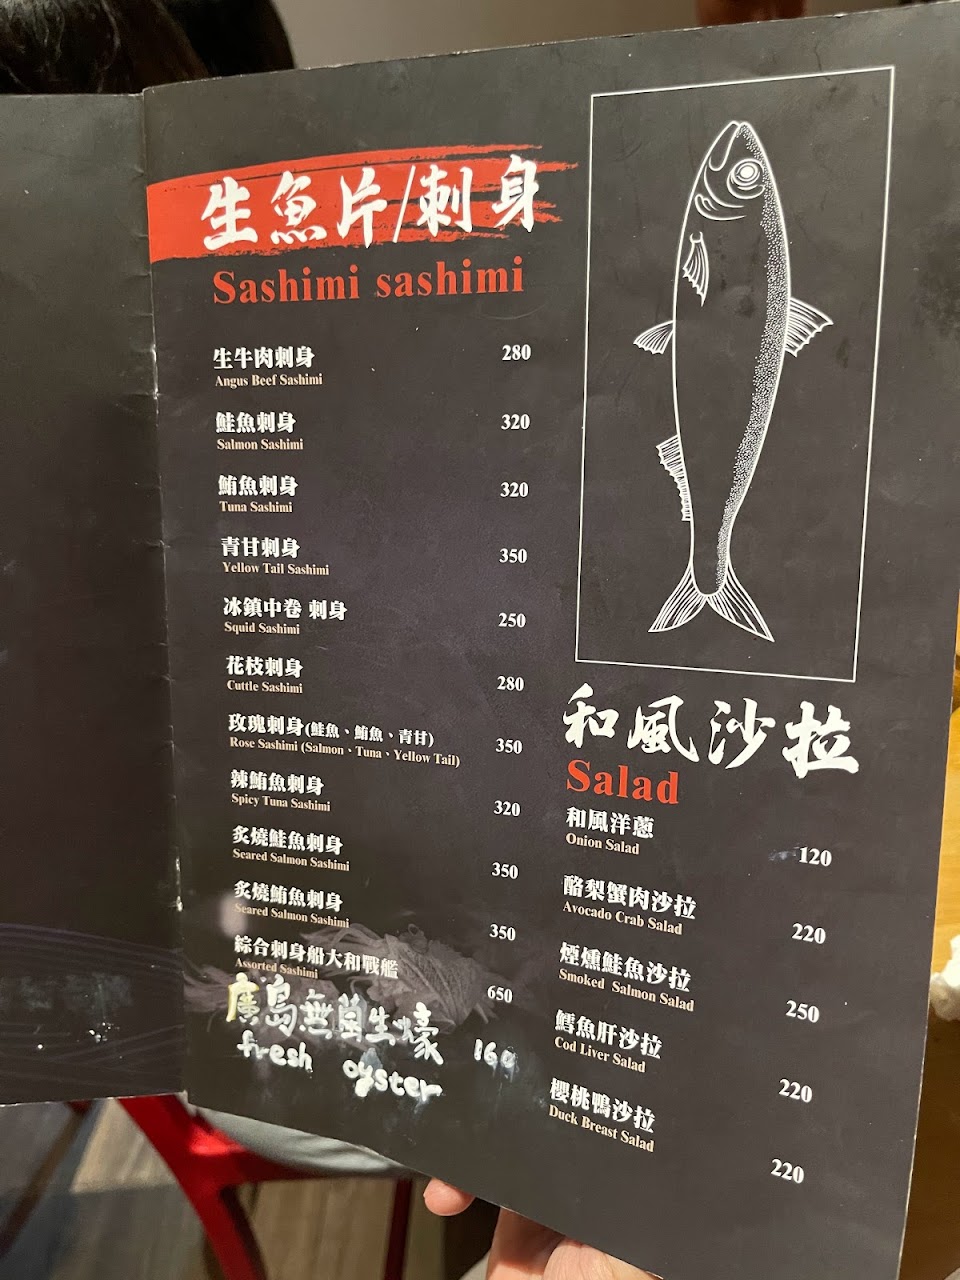 生魚片/刺身
Sashimi sashimi
生牛肉刺身 280
Angus Beef Sashimi
鮭魚刺身 320
Salmon Sashimi
鮪魚刺身 320
Tuna Sashimi
青甘刺身 350
Yellow Tail Sashimi
冰鎮中卷 刺身 250
Squid Sashimi
花枝刺身 280
Cuttle Sashimi
玫瑰刺身(鮭魚、鮪魚、青甘) 350
Rose Sashimi (Salmon、Tuna、Yellow Tail)
辣鮪魚刺身 320
Spicy Tuna Sashimi
炙燒鮭魚刺身 350
Seared Salmon Sashimi
炙燒鮪魚刺身 350
Seared Salmon Sashimi
綜合刺身船大和戰艦 650
Assorted Sashimi
廣島無菌生蠔 160
fresh oyster
和風沙拉
Salad
和風洋蔥 120
Onion Salad
酪梨蟹肉沙拉 220
Avocado Crab Salad
煙燻鮭魚沙拉 250
Smoked Salmon Salad
鱈魚肝沙拉 220
Cod Liver Salad
櫻桃鴨沙拉 220
Duck Breast Salad